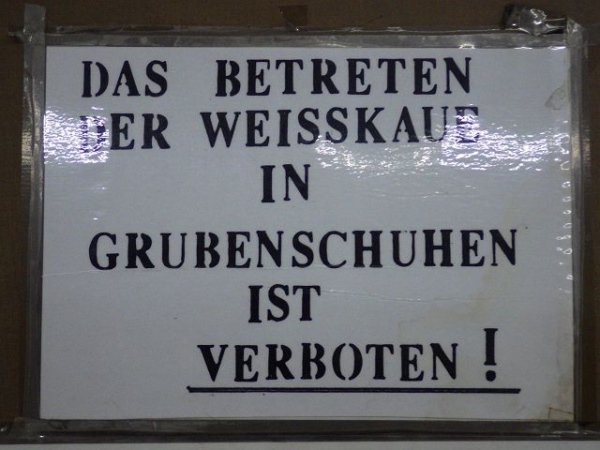 DAS BETRETEN
DER WEISSKAUE
IN
GRUBENSCHUHEN
IST
VERBOTEN!